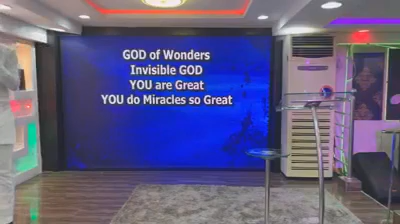 GOD of Wonders
Invisible GOD
YOU are Great
YOU do Miracles so Great